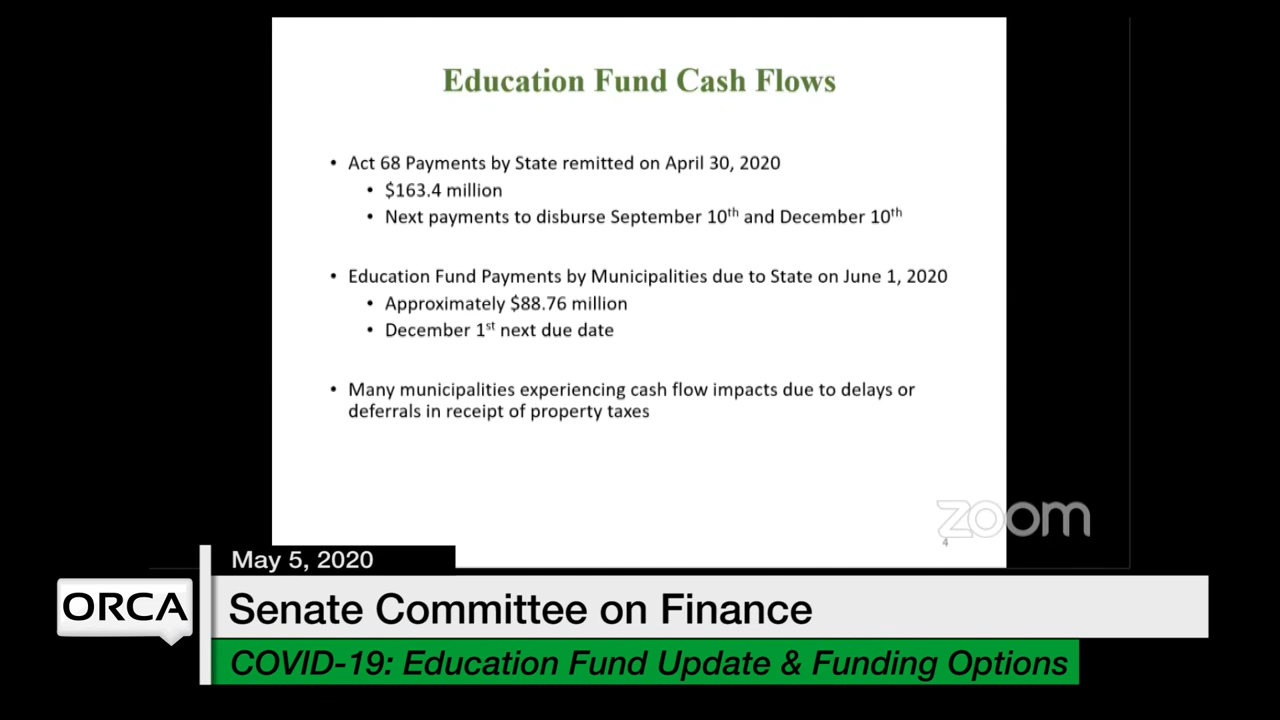 Education Fund Cash Flows
• Act 68 Payments by State remitted on April 30, 2020
• $163.4 million
• Next payments to disburse September 10th and December 10th
• Education Fund Payments by Municipalities due to State on June 1, 2020
• Approximately $88.76 million
• December 1st next due date
• Many municipalities experiencing cash flow impacts due to delays or
deferrals in receipt of property taxes
zoom
4
May 5, 2020
ORCA
Senate Committee on Finance
COVID-19: Education Fund Update & Funding Options